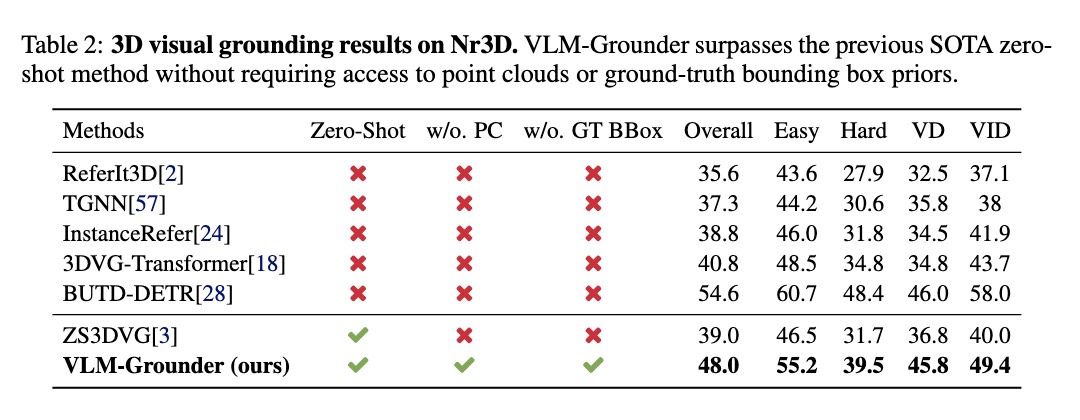 Table 2: 3D visual grounding results on Nr3D. VLM-Grounder surpasses the previous SOTA zero-
shot method without requiring access to point clouds or ground-truth bounding box priors.
Methods Zero-Shot w/o. PC w/o. GT BBox Overall Easy Hard VD VID
ReferIt3D[2] ✖ ✖ ✖ 35.6 43.6 27.9 32.5 37.1
TGNN[57] ✖ ✖ ✖ 37.3 44.2 30.6 35.8 38
InstanceRefer[24] ✖ ✖ ✖ 38.8 46.0 31.8 34.5 41.9
3DVG-Transformer[18] ✖ ✖ ✖ 40.8 48.5 34.8 34.8 43.7
BUTD-DETR[28] ✖ ✖ ✖ 54.6 60.7 48.4 46.0 58.0
ZS3DVG[3] ✔ ✖ ✖ 39.0 46.5 31.7 36.8 40.0
VLM-Grounder (ours) ✔ ✔ ✔ 48.0 55.2 39.5 45.8 49.4